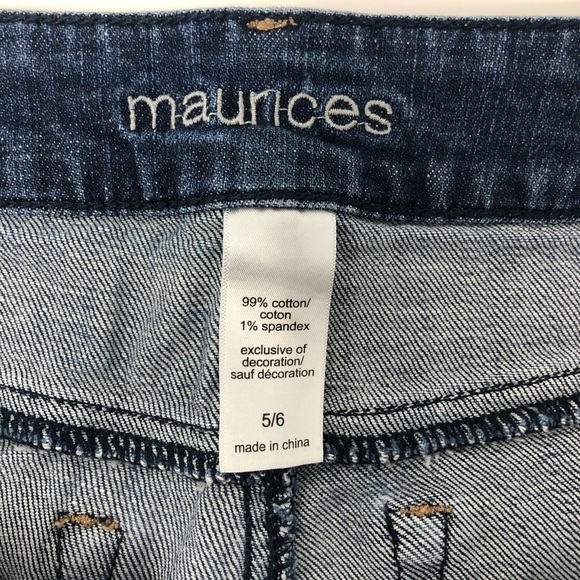 maurices
99% cotton/
coton
1% spandex
exclusive of
decoration/
sauf décoration
5/6
made in china